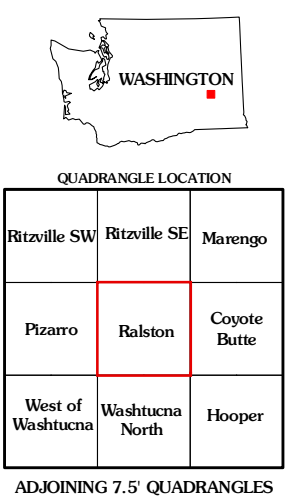 WASHINGTON
QUADRANGLE LOCATION
Ritzville SW
Ritzville SE
Marengo
Pizarro
Ralston
Coyote
Butte
West of
Washtucna
Washtucna
North
Hooper
ADJOINING 7.5' QUADRANGLES